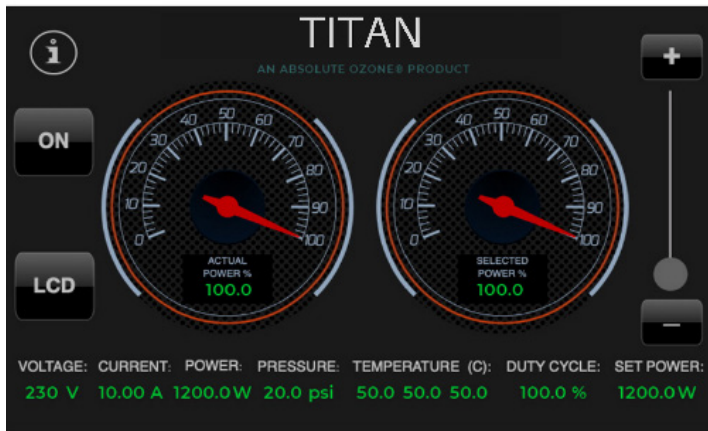 TITAN
AN ABSOLUTE OZONE® PRODUCT
i
+
ON
0 10 20 30 40 50 60 70 80 90 100
ACTUAL
POWER %
100.0
0 10 20 30 40 50 60 70 80 90 100
SELECTED
POWER %
100.0
LCD
−
VOLTAGE: CURRENT: POWER: PRESSURE: TEMPERATURE (C): DUTY CYCLE: SET POWER:
230 V 10.00 A 1200.0W 20.0 psi 50.0 50.0 50.0 100.0 % 1200.0W